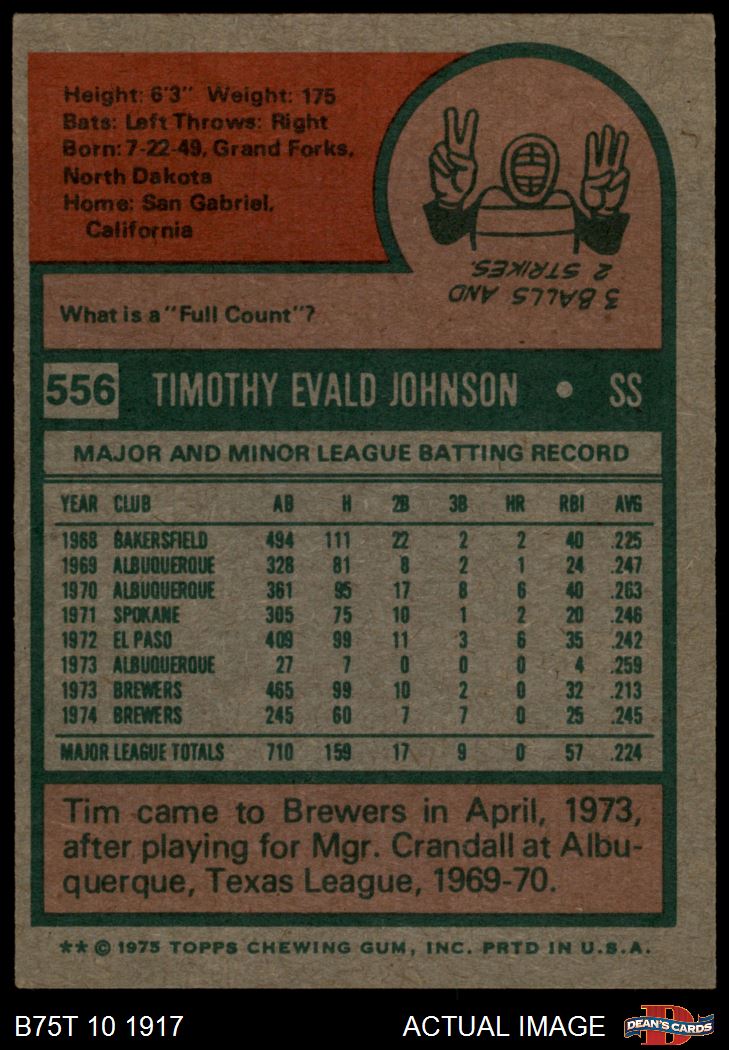 Height: 6'3" Weight: 175
Bats: Left Throws: Right
Born: 7-22-49, Grand Forks,
North Dakota
Home: San Gabriel,
California
What is a "Full Count"?
3 BALLS AND
2 STRIKES.
556 TIMOTHY EVALD JOHNSON • SS
MAJOR AND MINOR LEAGUE BATTING RECORD
YEAR CLUB AB H 2B 3B HR RBI AVG
1968 BAKERSFIELD 494 111 22 2 2 40 .225
1969 ALBUQUERQUE 328 81 8 2 1 24 .247
1970 ALBUQUERQUE 361 95 17 8 6 40 .263
1971 SPOKANE 305 75 10 1 2 20 .246
1972 EL PASO 409 99 11 3 6 35 .242
1973 ALBUQUERQUE 27 7 0 0 0 4 .259
1973 BREWERS 465 99 10 2 0 32 .213
1974 BREWERS 245 60 7 7 0 25 .245
MAJOR LEAGUE TOTALS 710 159 17 9 0 57 .224
Tim came to Brewers in April, 1973,
after playing for Mgr. Crandall at Albu-
querque, Texas League, 1969-70.
** © 1975 TOPPS CHEWING GUM, INC. PRTD IN U.S.A.
B75T 10 1917 ACTUAL IMAGE
D
DEAN'S CARDS